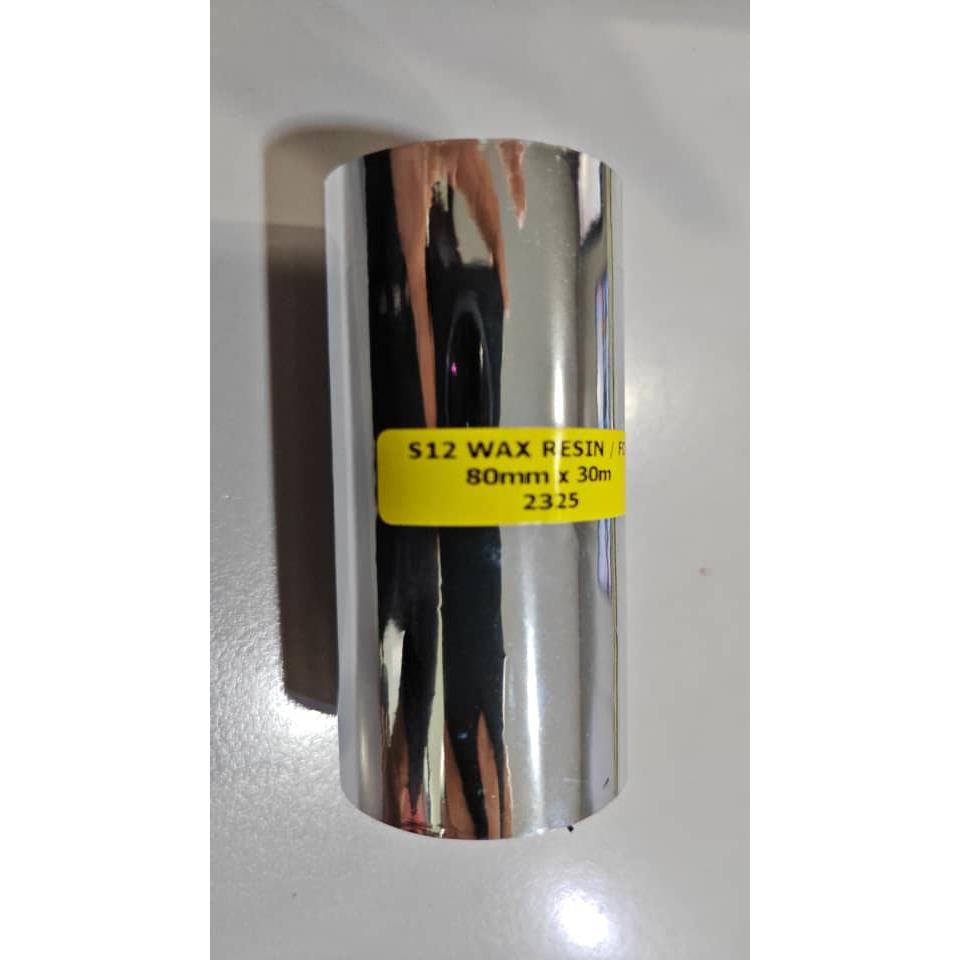 S12 WAX RESIN /
80mm x 30m
2325